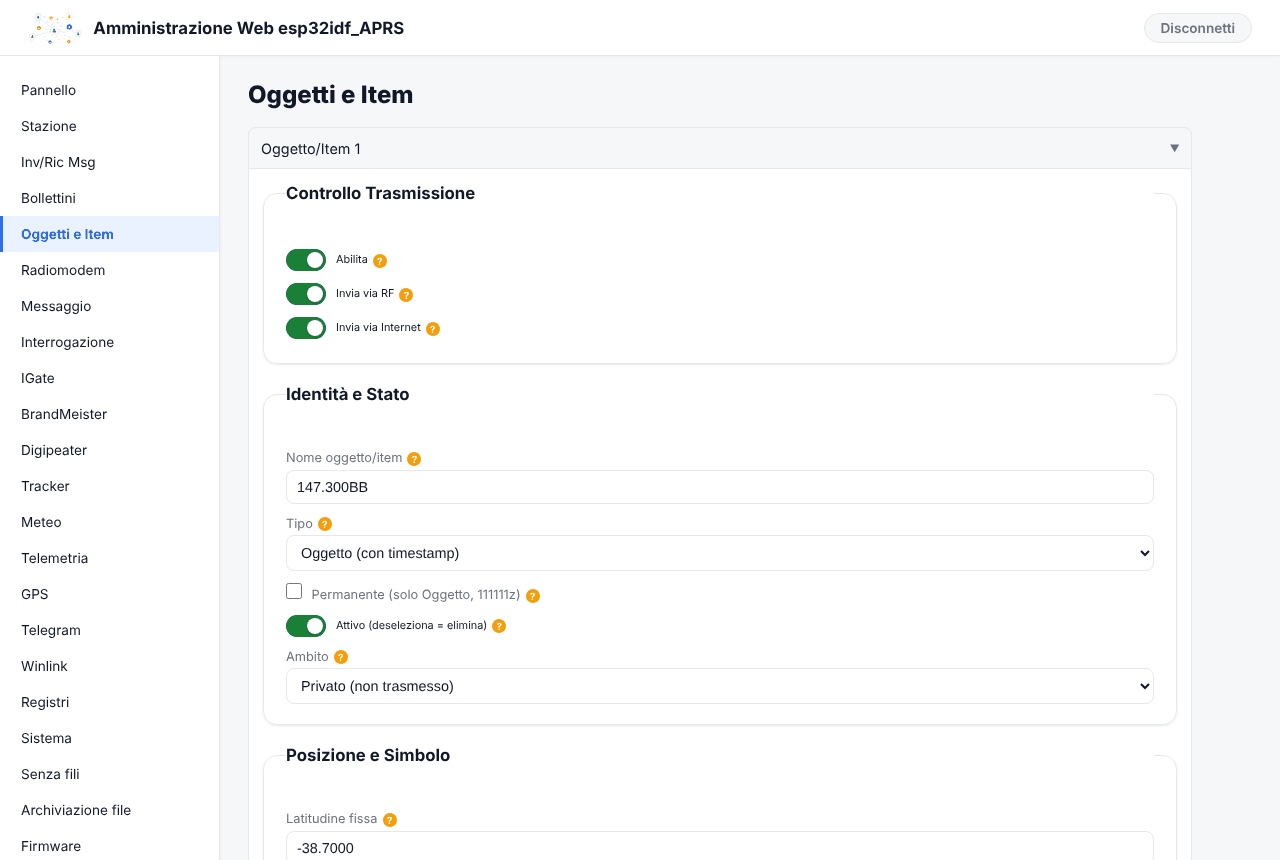 Amministrazione Web esp32idf_APRS
Disconnetti
Pannello
Stazione
Inv/Ric Msg
Bollettini
Oggetti e Item
Radiomodem
Messaggio
Interrogazione
IGate
BrandMeister
Digipeater
Tracker
Meteo
Telemetria
GPS
Telegram
Winlink
Registri
Sistema
Senza fili
Archiviazione file
Firmware
Oggetti e Item
Oggetto/Item 1
Controllo Trasmissione
Abilita ?
Invia via RF ?
Invia via Internet ?
Identità e Stato
Nome oggetto/item ?
147.300BB
Tipo ?
Oggetto (con timestamp)
Permanente (solo Oggetto, 111111z) ?
Attivo (deseleziona = elimina) ?
Ambito ?
Privato (non trasmesso)
Posizione e Simbolo
Latitudine fissa ?
-38.7000